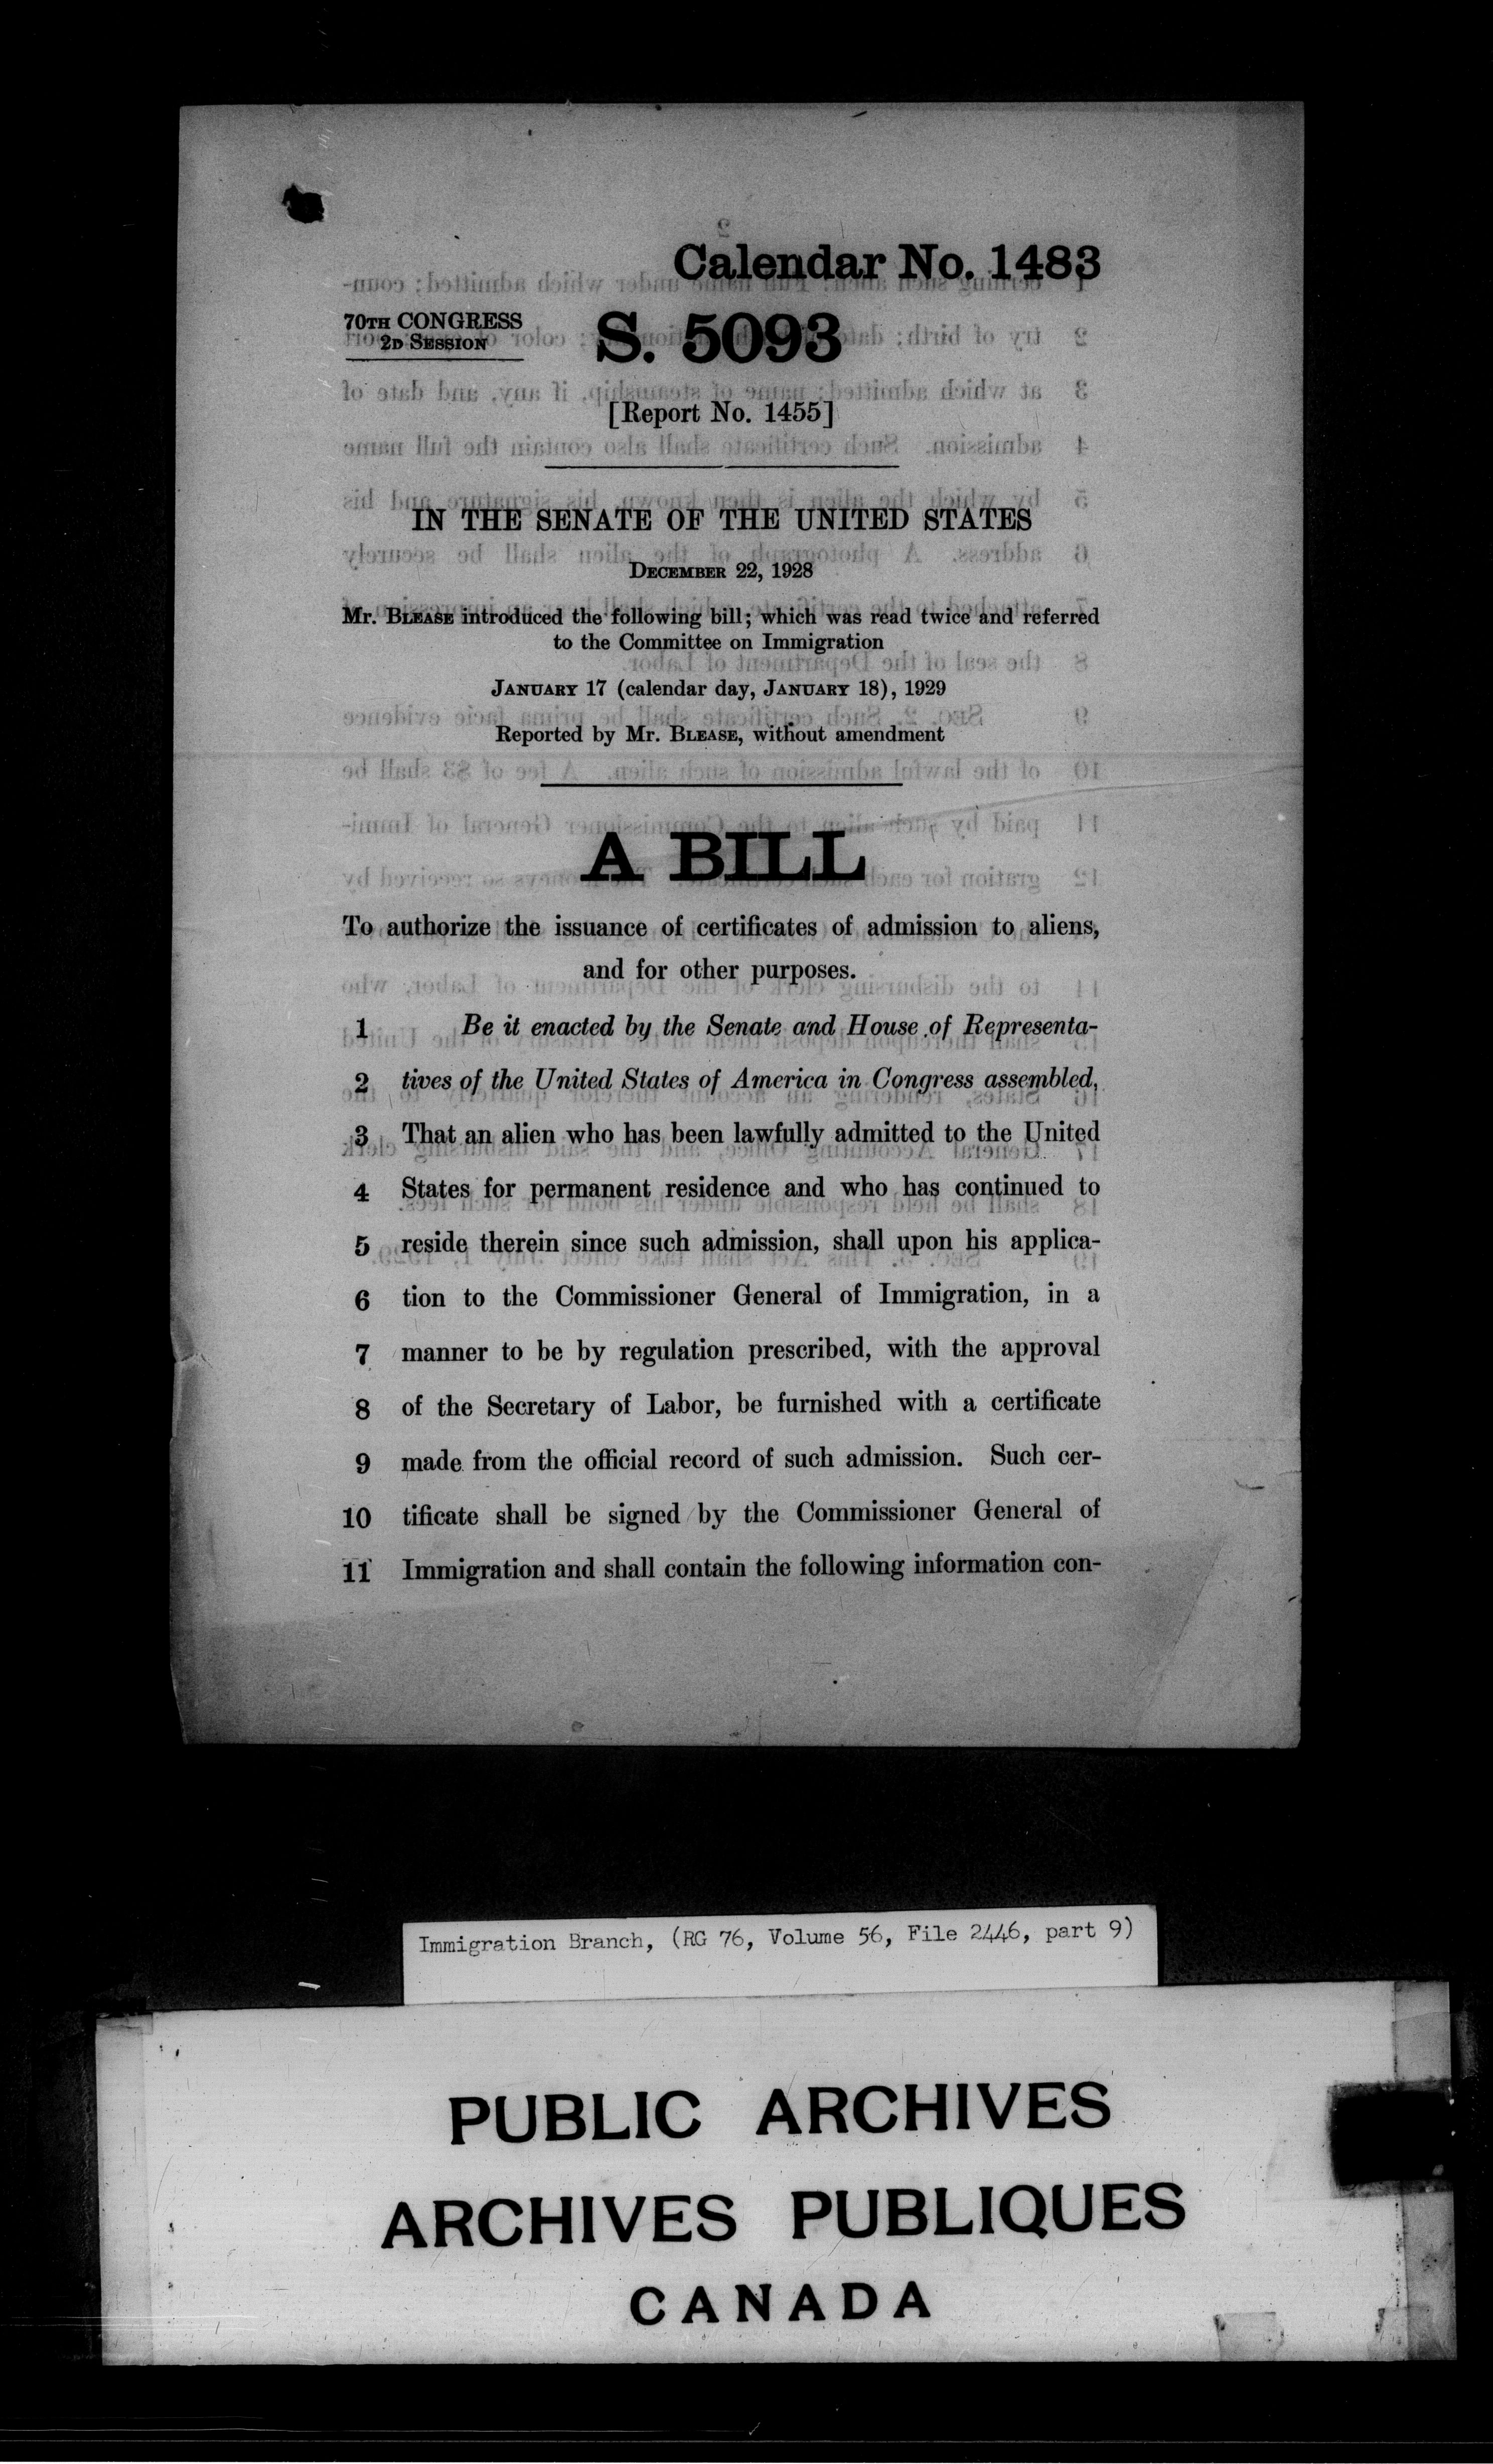 Calendar No. 1483
70TH CONGRESS
2D SESSION
S. 5093
[Report No. 1455]
IN THE SENATE OF THE UNITED STATES
DECEMBER 22, 1928
Mr. BLEASE introduced the following bill; which was read twice and referred
to the Committee on Immigration
JANUARY 17 (calendar day, JANUARY 18), 1929
Reported by Mr. BLEASE, without amendment
A BILL
To authorize the issuance of certificates of admission to aliens,
and for other purposes.
1 Be it enacted by the Senate and House of Representa-
2 tives of the United States of America in Congress assembled,
3 That an alien who has been lawfully admitted to the United
4 States for permanent residence and who has continued to
5 reside therein since such admission, shall upon his applica-
6 tion to the Commissioner General of Immigration, in a
7 manner to be by regulation prescribed, with the approval
8 of the Secretary of Labor, be furnished with a certificate
9 made from the official record of such admission. Such cer-
10 tificate shall be signed by the Commissioner General of
11 Immigration and shall contain the following information con-
Immigration Branch, (RG 76, Volume 56, File 2446, part 9)
PUBLIC ARCHIVES
ARCHIVES PUBLIQUES
CANADA